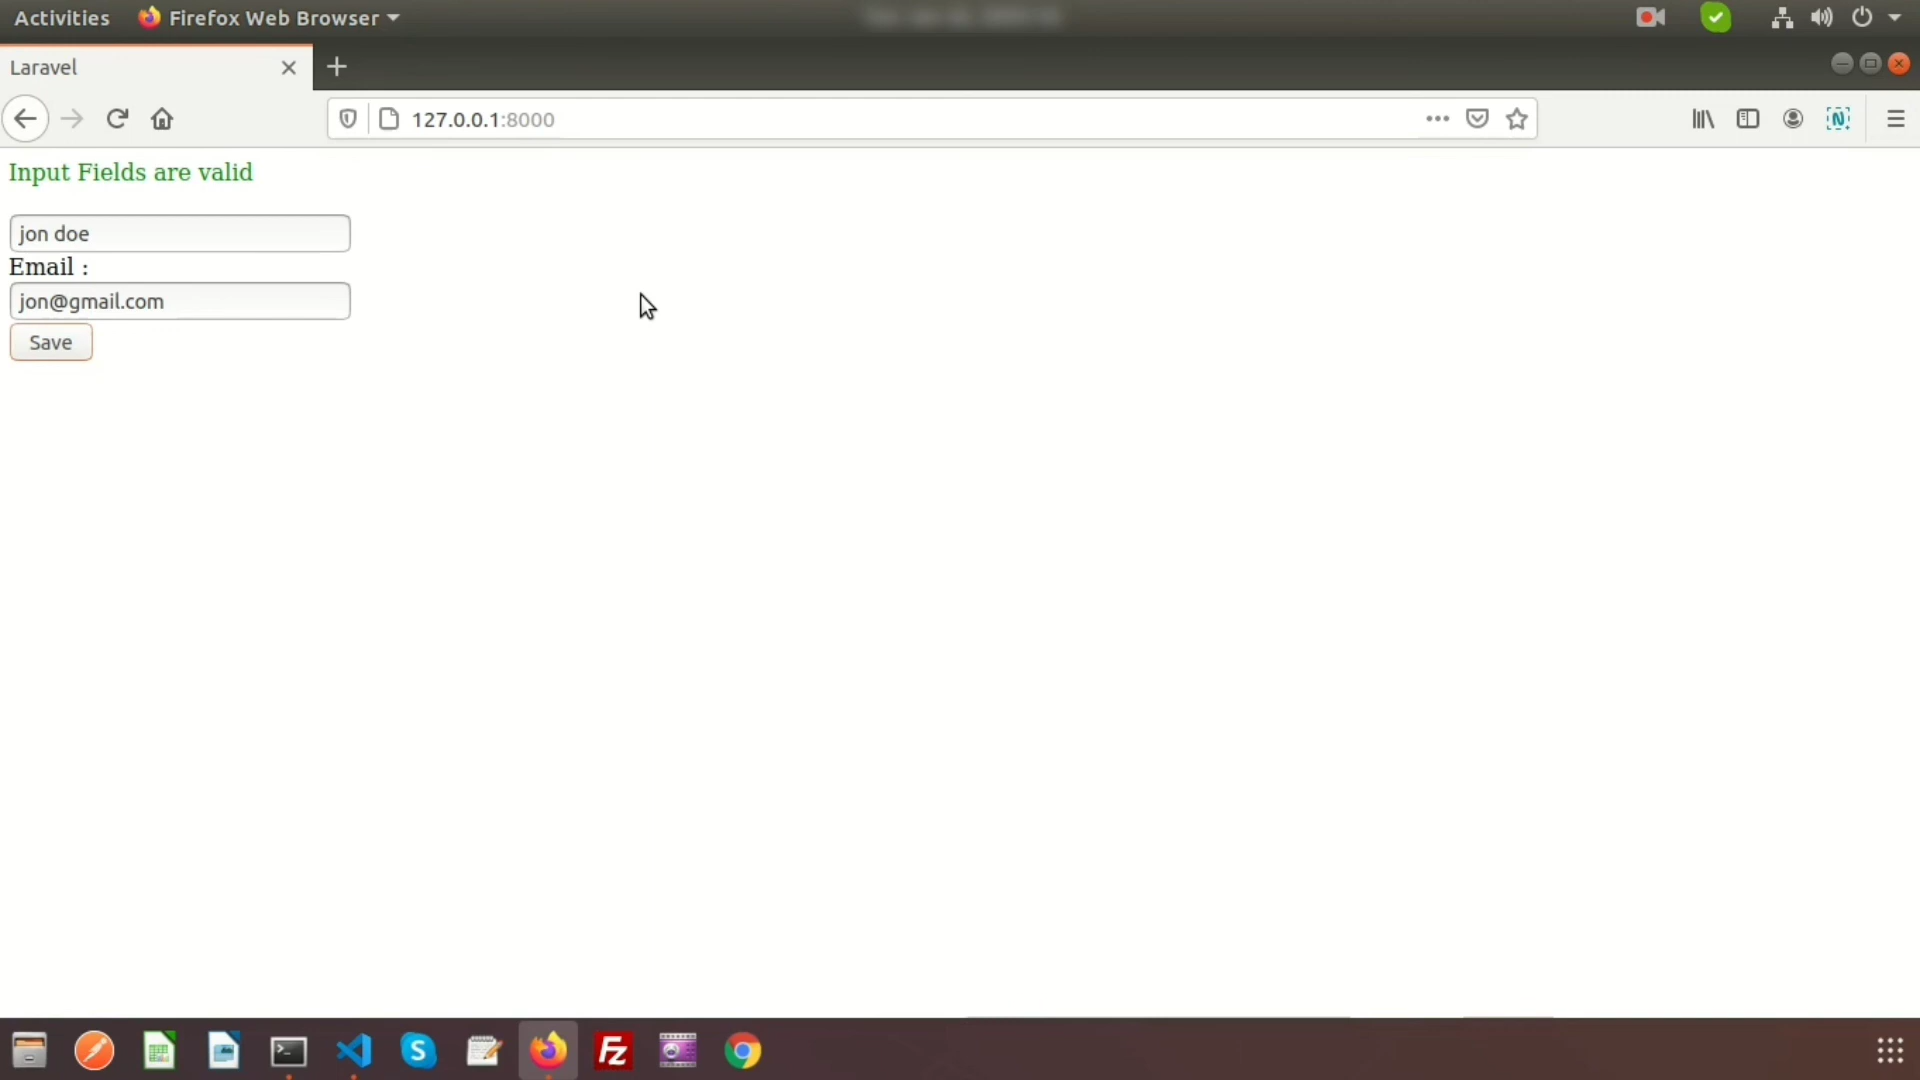 Activities Firefox Web Browser
Laravel
127.0.0.1:8000
Input Fields are valid
jon doe
Email :
jon@gmail.com
Save